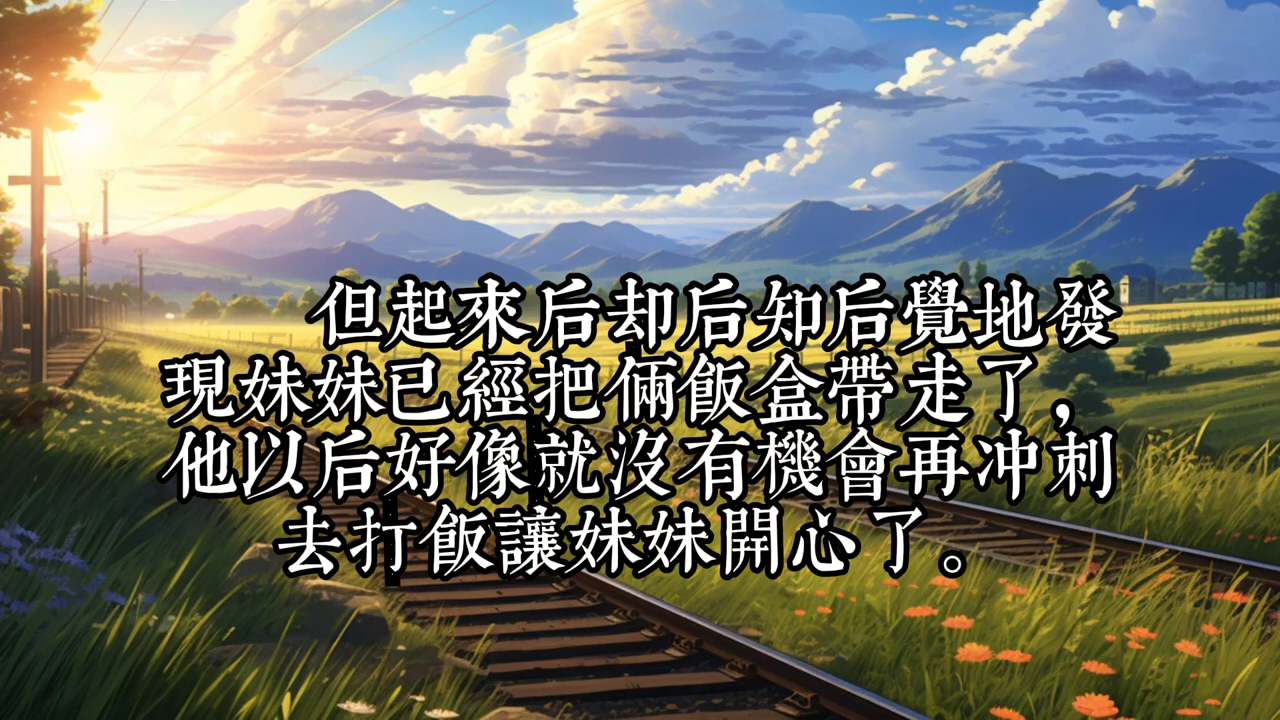 但起來后却后知后覺地發
現妹妹已經把倆飯盒帶走了，
他以后好像就沒有機會再冲刺
去打飯讓妹妹開心了。